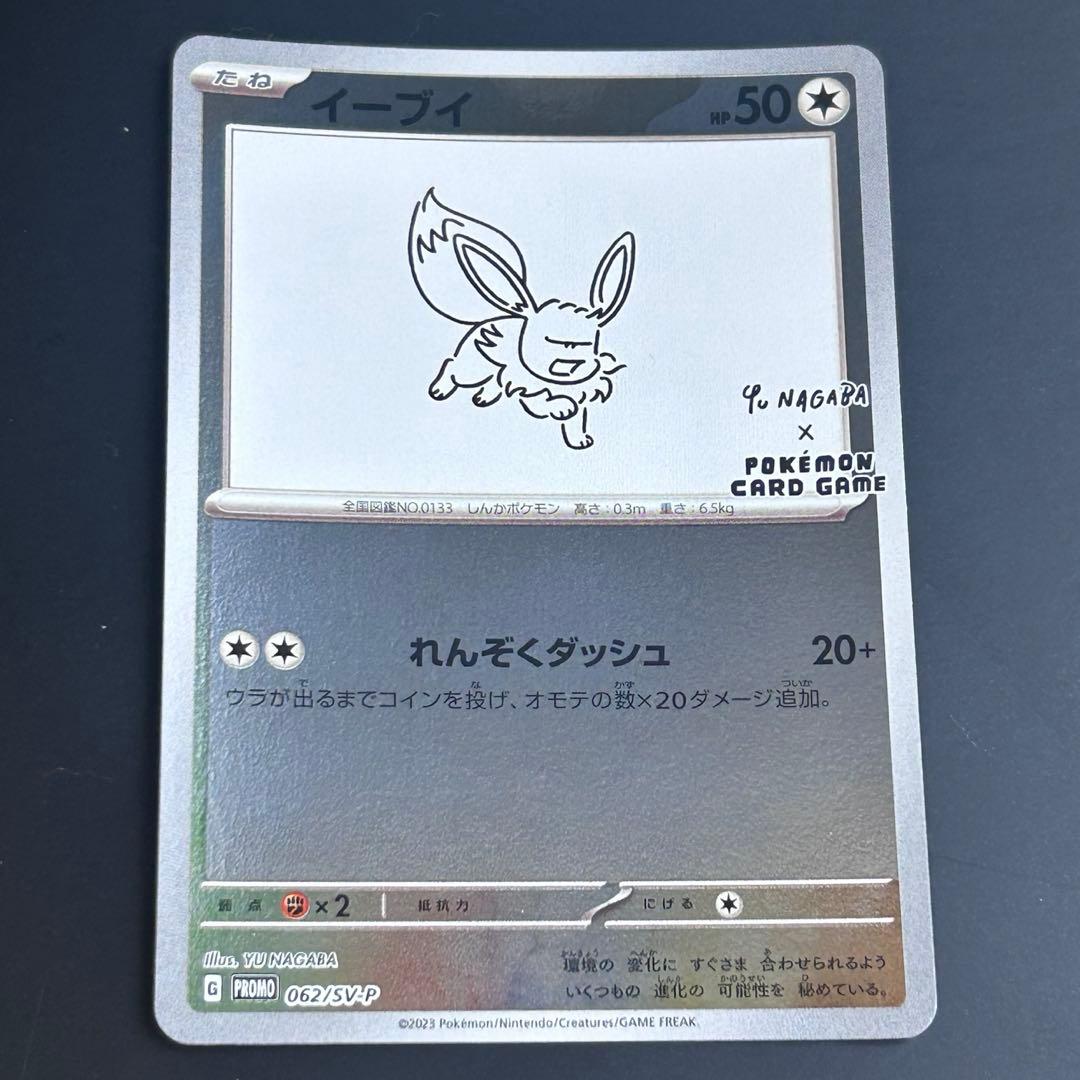 たね
イーブイ HP 50
Yu NAGABA
×
POKÉMON
CARD GAME
全国図鑑NO.0133 しんかポケモン 高さ:0.3m 重さ:6.5kg
れんぞくダッシュ 20+
ウラが出るまでコインを投げ、オモテの数×20ダメージ追加。
弱点 ×2 抵抗力 にげる
Illus. YU NAGABA
環境の 変化に すぐさま 合わせられるよう
いくつもの 進化の 可能性を 秘めている。
G PROMO 062/SV-P
©2023 Pokémon/Nintendo/Creatures/GAME FREAK